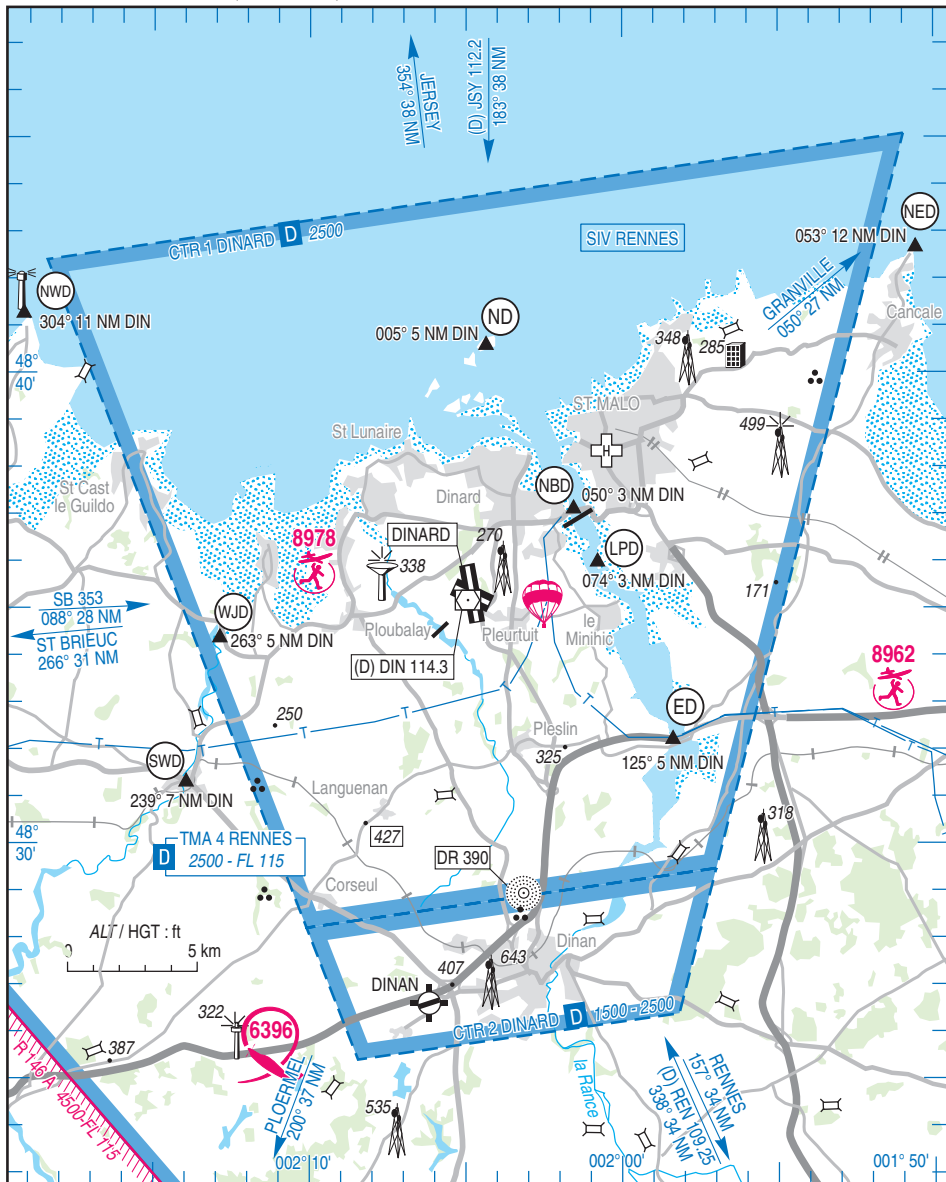 JERSEY
354° 38 NM
(D) JSY 112.2
183° 38 NM
CTR 1 DINARD D 2500
SIV RENNES
NED
053° 12 NM DIN
NWD
304° 11 NM DIN
ND
005° 5 NM DIN
GRANVILLE
050° 27 NM
Cancale
48°
40'
348
285
ST MALO
499
St Lunaire
H
St Cast
le Guildo
Dinard
NBD
050° 3 NM DIN
8978
DINARD
270
LPD
338
074° 3 NM DIN
171
SB 353
088° 28 NM
ST BRIEUC
266° 31 NM
WJD
263° 5 NM DIN
Ploubalay
Pleurtuit
le
Minihic
(D) DIN 114.3
8962
ED
250
T
T
T
T
T
T
Pleslin
325
125° 5 NM DIN
SWD
239° 7 NM DIN
Languenan
427
318
48°
30'
D
TMA 4 RENNES
2500 - FL 115
DR 390
Corseul
ALT / HGT : ft
0 5 km
Dinan
643
407
DINAN
CTR 2 DINARD D 1500 - 2500
322
6396
387
R 146 A 4500-FL 115
PLOERMEL
200° 37 NM
535
la Rance
RENNES
157° 34 NM
(D) REN 109.25
338° 34 NM
002° 10'
002° 00'
001° 50'